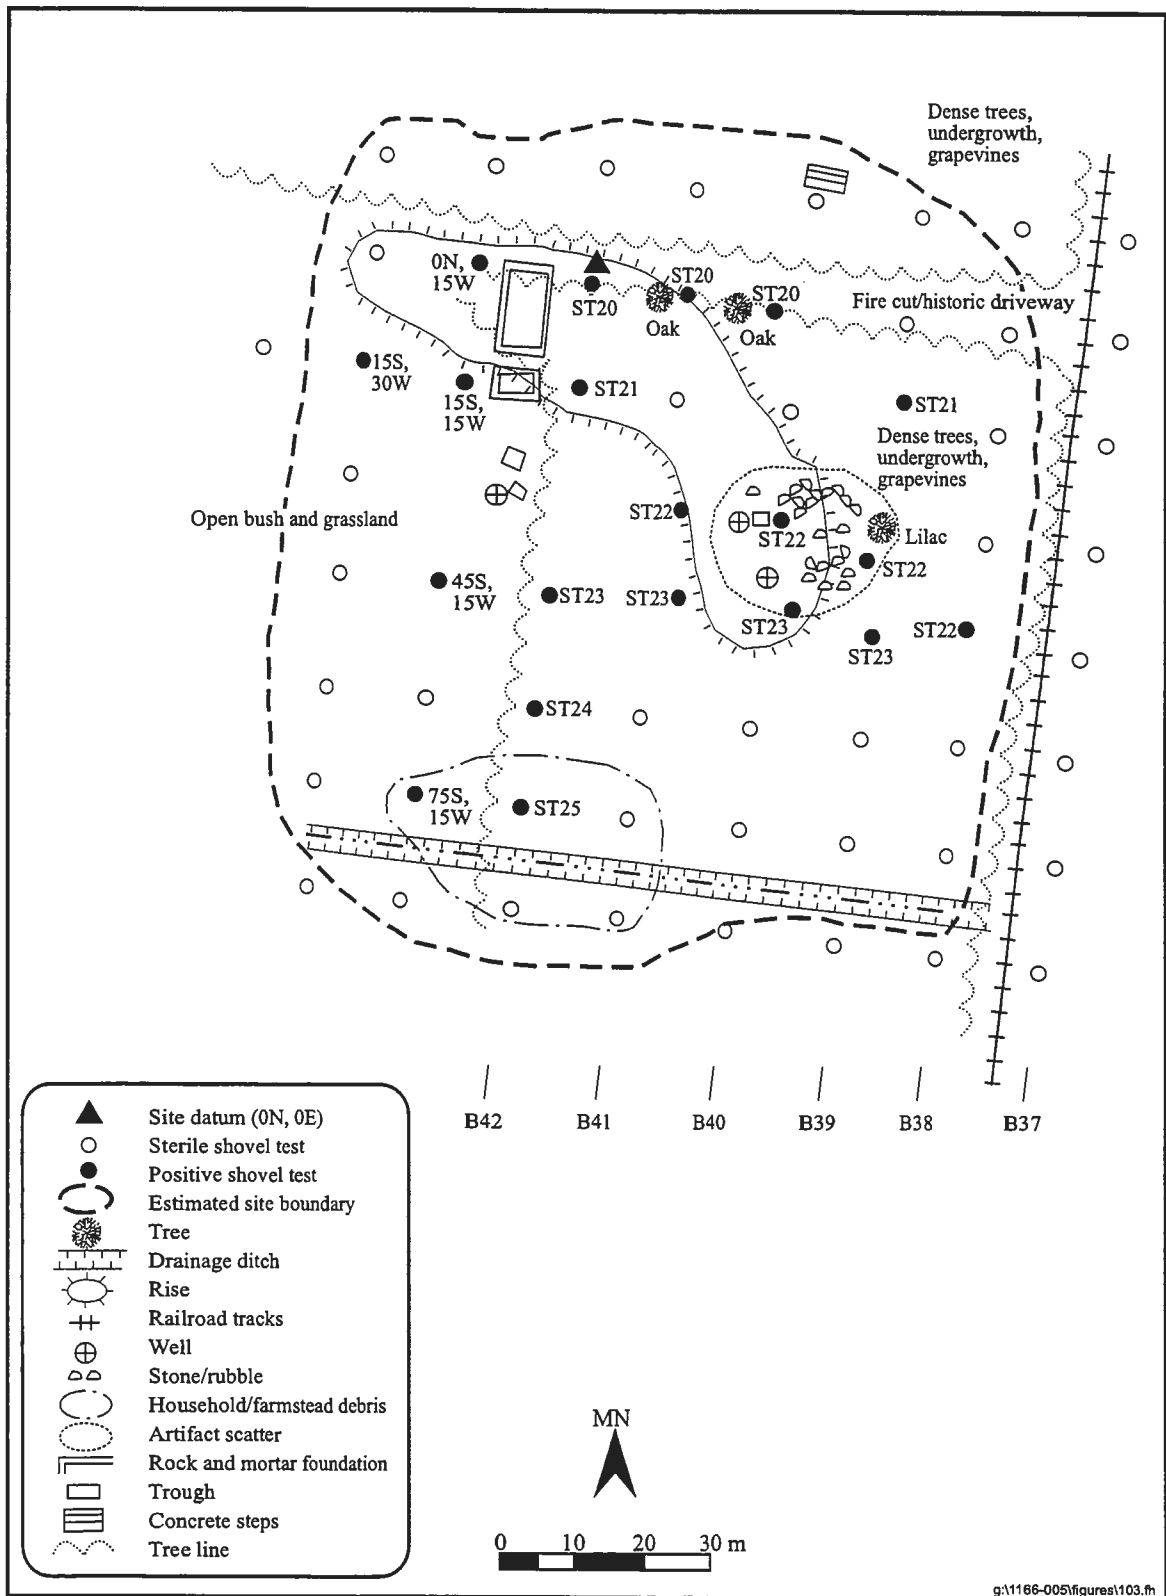 Dense trees,
undergrowth,
grapevines
0N,
15W
ST20
Oak
ST20
ST20
Oak
Fire cut/historic driveway
15S,
30W
15S,
15W
ST21
ST21
Dense trees,
undergrowth,
grapevines
Open bush and grassland
ST22
ST22
Lilac
ST22
45S,
15W
ST23
ST23
ST23
ST23
ST22
ST24
75S,
15W
ST25
B42
B41
B40
B39
B38
B37
Site datum (0N, 0E)
Sterile shovel test
Positive shovel test
Estimated site boundary
Tree
Drainage ditch
Rise
Railroad tracks
Well
Stone/rubble
Household/farmstead debris
Artifact scatter
Rock and mortar foundation
Trough
Concrete steps
Tree line
MN
0 10 20 30 m
g:\1166-005\figures\103.fh